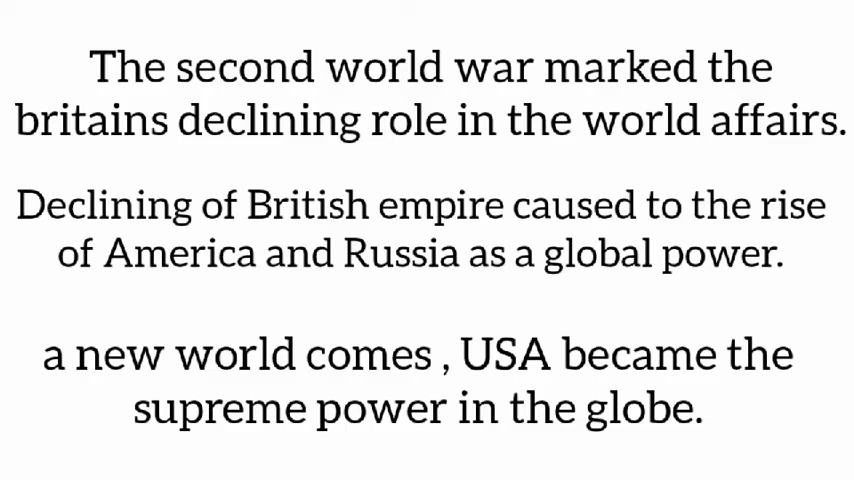 The second world war marked the
britains declining role in the world affairs.
Declining of British empire caused to the rise
of America and Russia as a global power.
a new world comes , USA became the
supreme power in the globe.